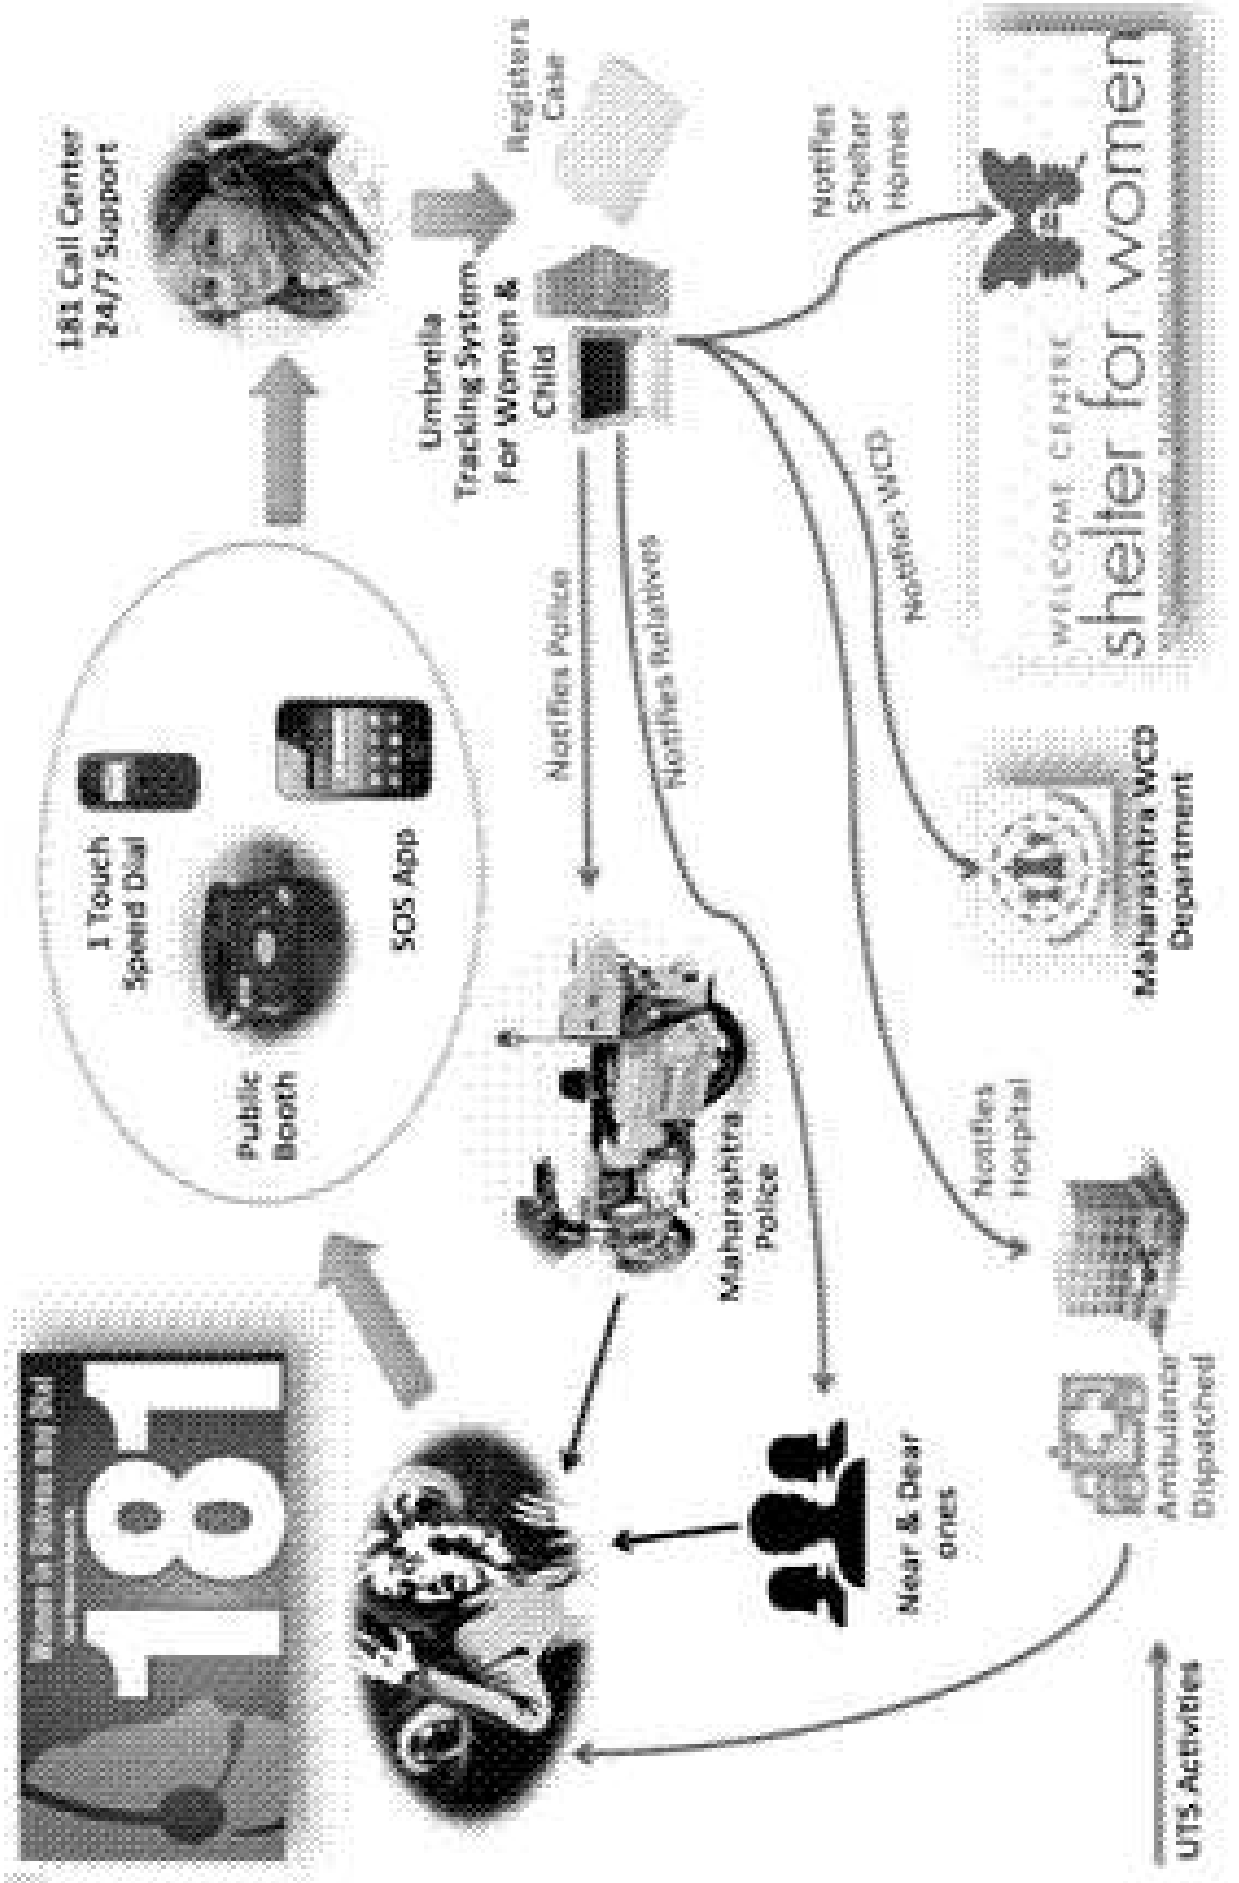 181
1 Touch
Speed Dial
Public
Booth
SOS App
181 Call Center
24/7 Support
Umbrella
Tracking System
For Women &
Child
Registers
Case
Notifies Police
Notifies Relatives
Maharashtra
Police
Near & Dear
ones
Notifies
Hospital
Ambulance
Dispatched
Notifies WCD
Maharashtra WCD
Department
Notifies
Shelter
Homes
WELCOME CENTRE
shelter for women
UTS Activities